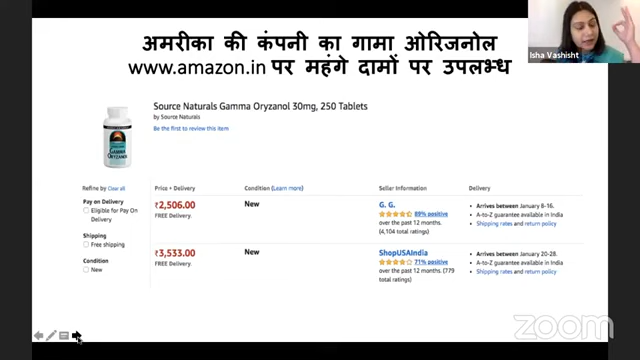 अमरीका की कंपनी का गामा ओरिजनोल
www.amazon.in पर महंगे दामों पर उपलभ्ध
Isha Vashisht
Source Naturals Gamma Oryzanol 30mg, 250 Tablets
by Source Naturals
Be the first to review this item
GAMMA ORYZANOL
Refine by Clear all
Price + Delivery
Condition (Learn more)
Seller Information
Delivery
Pay on Delivery
Eligible for Pay On
Delivery
Shipping
Free shipping
Condition
New
₹2,506.00
FREE Delivery.
New
G. G.
89% positive
over the past 12 months.
(4,104 total ratings)
Arrives between January 8-16.
A-to-Z guarantee available in India
Shipping rates and return policy
₹3,533.00
FREE Delivery.
New
ShopUSAIndia
71% positive
over the past 12 months. (779
total ratings)
Arrives between January 20-28.
A-to-Z guarantee available in India
Shipping rates and return policy
zoom